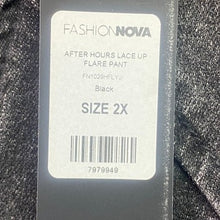 FASHIONNOVA
AFTER HOURS LACE UP
FLARE PANT
Black
SIZE 2X
7979949